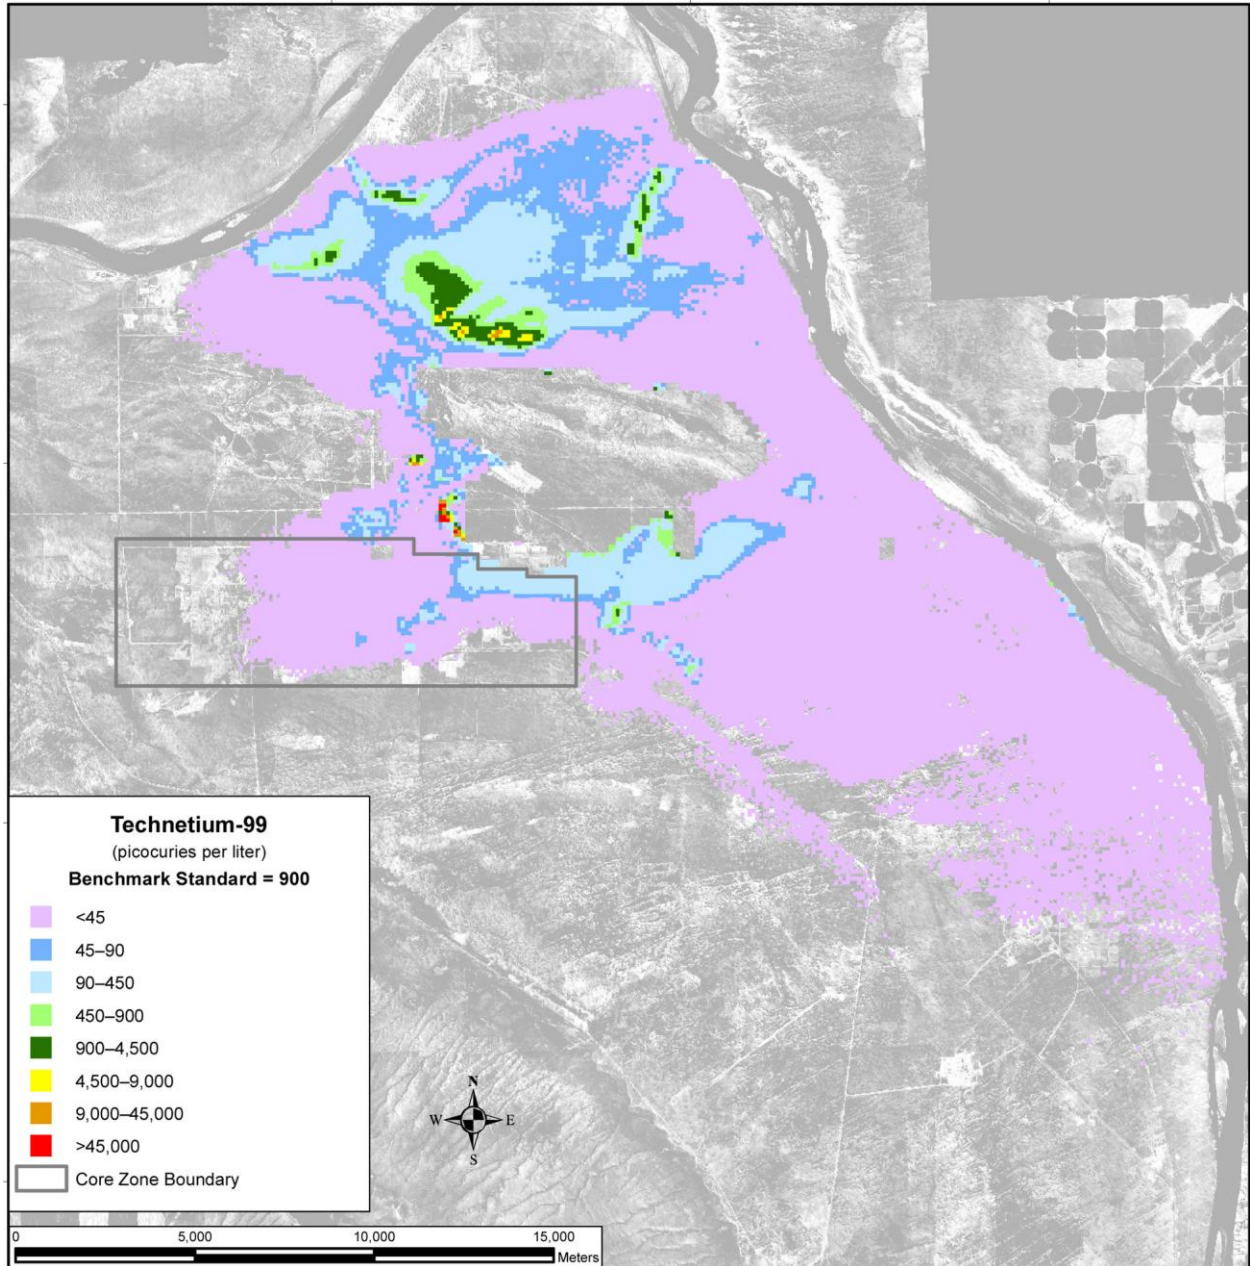 Technetium-99
(picocuries per liter)
Benchmark Standard = 900
<45
45–90
90–450
450–900
900–4,500
4,500–9,000
9,000–45,000
>45,000
Core Zone Boundary
N
W E
S
0 5,000 10,000 15,000
Meters